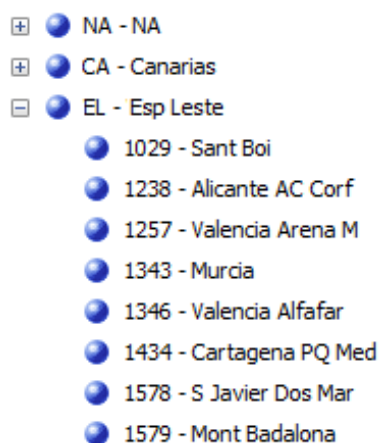 NA - NA
CA - Canarias
EL - Esp Leste
1029 - Sant Boi
1238 - Alicante AC Corf
1257 - Valencia Arena M
1343 - Murcia
1346 - Valencia Alfafar
1434 - Cartagena PQ Med
1578 - S Javier Dos Mar
1579 - Mont Badalona